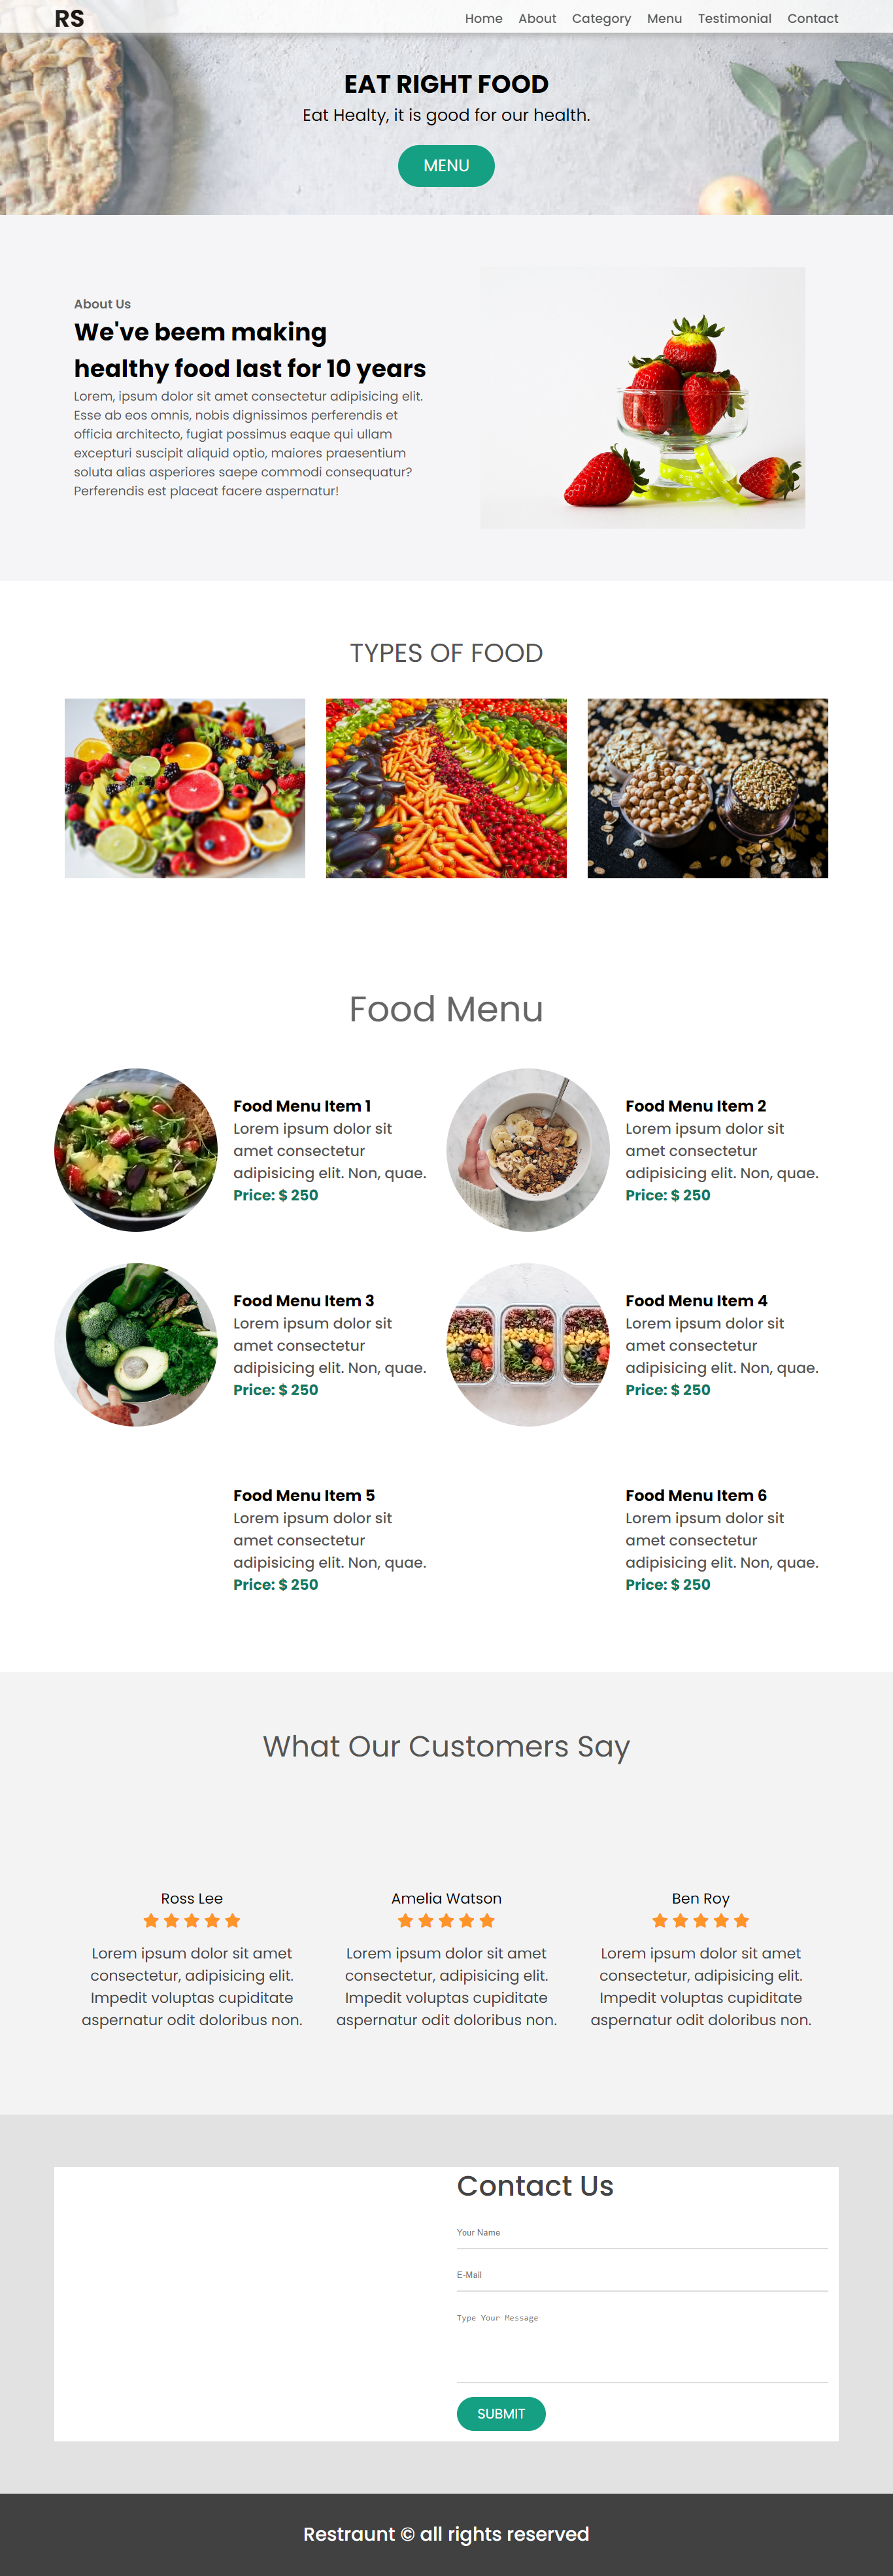 RS
Home About Category Menu Testimonial Contact
EAT RIGHT FOOD
Eat Healty, it is good for our health.
MENU
About Us
We've beem making
healthy food last for 10 years
Lorem, ipsum dolor sit amet consectetur adipisicing elit.
Esse ab eos omnis, nobis dignissimos perferendis et
officia architecto, fugiat possimus eaque qui ullam
excepturi suscipit aliquid optio, maiores praesentium
soluta alias asperiores saepe commodi consequatur?
Perferendis est placeat facere aspernatur!
TYPES OF FOOD
Food Menu
Food Menu Item 1
Lorem ipsum dolor sit
amet consectetur
adipisicing elit. Non, quae.
Price: $ 250
Food Menu Item 2
Lorem ipsum dolor sit
amet consectetur
adipisicing elit. Non, quae.
Price: $ 250
Food Menu Item 3
Lorem ipsum dolor sit
amet consectetur
adipisicing elit. Non, quae.
Price: $ 250
Food Menu Item 4
Lorem ipsum dolor sit
amet consectetur
adipisicing elit. Non, quae.
Price: $ 250
Food Menu Item 5
Lorem ipsum dolor sit
amet consectetur
adipisicing elit. Non, quae.
Price: $ 250
Food Menu Item 6
Lorem ipsum dolor sit
amet consectetur
adipisicing elit. Non, quae.
Price: $ 250
What Our Customers Say
Ross Lee
Lorem ipsum dolor sit amet
consectetur, adipisicing elit.
Impedit voluptas cupiditate
aspernatur odit doloribus non.
Amelia Watson
Lorem ipsum dolor sit amet
consectetur, adipisicing elit.
Impedit voluptas cupiditate
aspernatur odit doloribus non.
Ben Roy
Lorem ipsum dolor sit amet
consectetur, adipisicing elit.
Impedit voluptas cupiditate
aspernatur odit doloribus non.
Contact Us
Your Name
E-Mail
Type Your Message
SUBMIT
Restraunt © all rights reserved